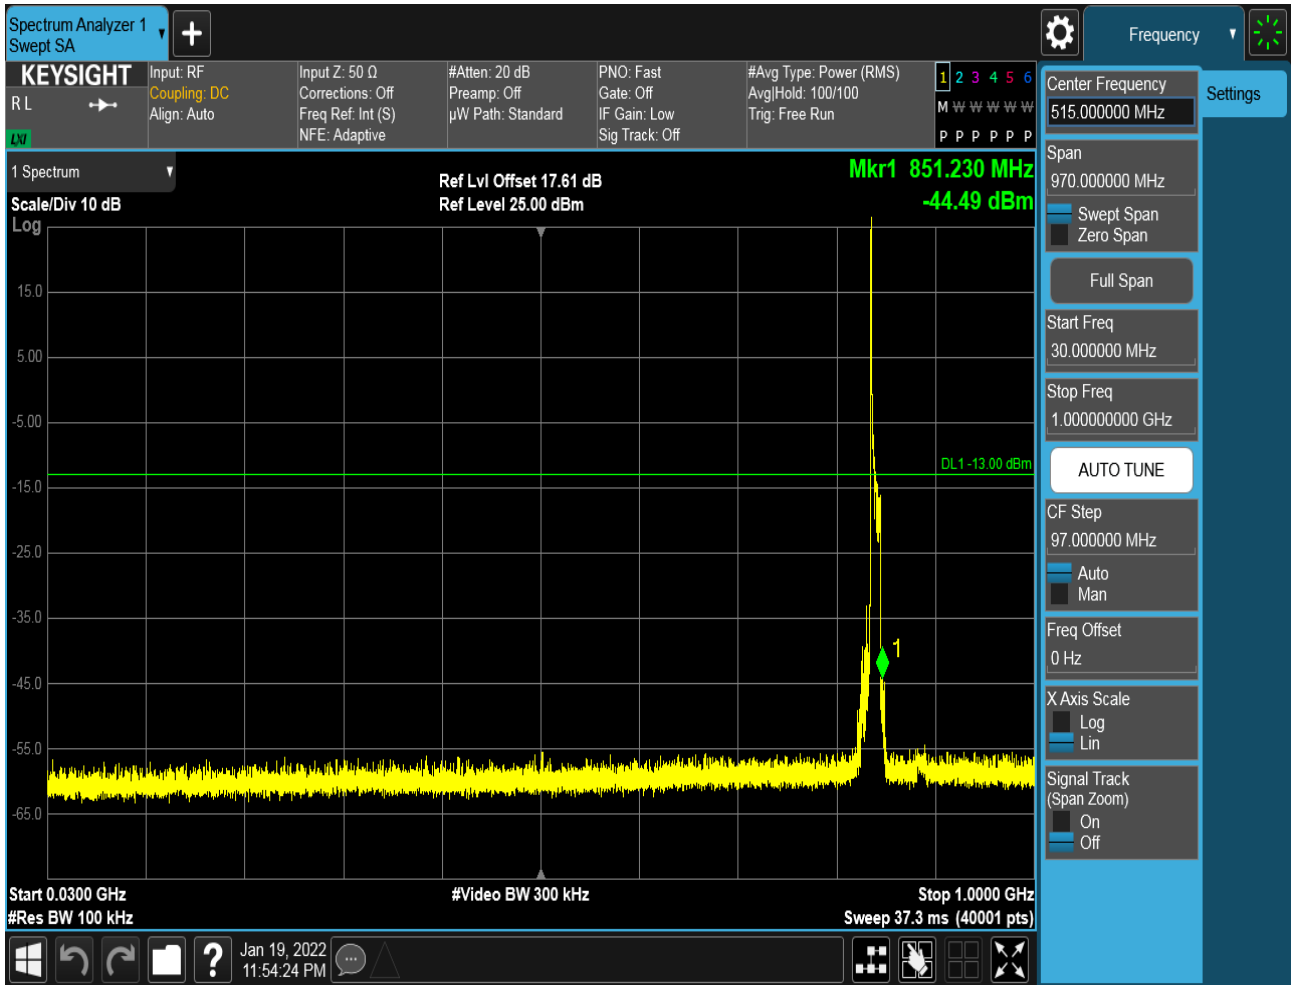 Spectrum Analyzer 1
Swept SA
Frequency
KEYSIGHT
R L
LXI
Input: RF
Coupling: DC
Align: Auto
Input Z: 50 Ω
Corrections: Off
Freq Ref: Int (S)
NFE: Adaptive
#Atten: 20 dB
Preamp: Off
µW Path: Standard
PNO: Fast
Gate: Off
IF Gain: Low
Sig Track: Off
#Avg Type: Power (RMS)
Avg|Hold: 100/100
Trig: Free Run
1 2 3 4 5 6
M W W W W W
P P P P P P
1 Spectrum
Scale/Div 10 dB
Log
Ref Lvl Offset 17.61 dB
Ref Level 25.00 dBm
Mkr1 851.230 MHz
-44.49 dBm
15.0
5.00
-5.00
-15.0
-25.0
-35.0
-45.0
-55.0
-65.0
DL1 -13.00 dBm
1
Start 0.0300 GHz
#Res BW 100 kHz
#Video BW 300 kHz
Stop 1.0000 GHz
Sweep 37.3 ms (40001 pts)
Jan 19, 2022
11:54:24 PM
Center Frequency
515.000000 MHz
Settings
Span
970.000000 MHz
Swept Span
Zero Span
Full Span
Start Freq
30.000000 MHz
Stop Freq
1.000000000 GHz
AUTO TUNE
CF Step
97.000000 MHz
Auto
Man
Freq Offset
0 Hz
X Axis Scale
Log
Lin
Signal Track
(Span Zoom)
On
Off